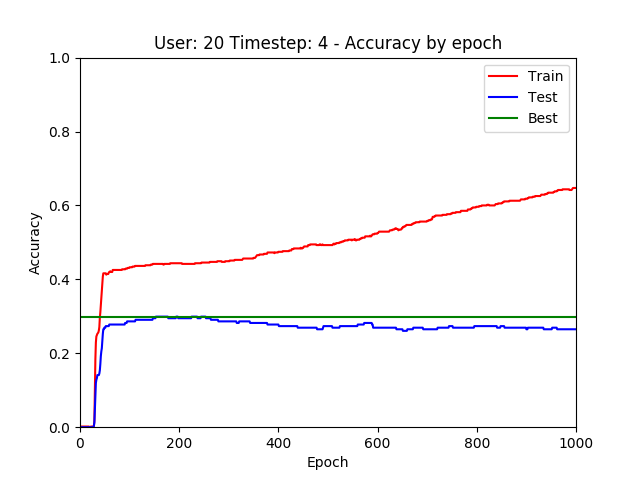 User: 20 Timestep: 4 - Accuracy by epoch
1.0
0.8
0.6
0.4
0.2
0.0
Accuracy
Train
Test
Best
0 200 400 600 800 1000
Epoch